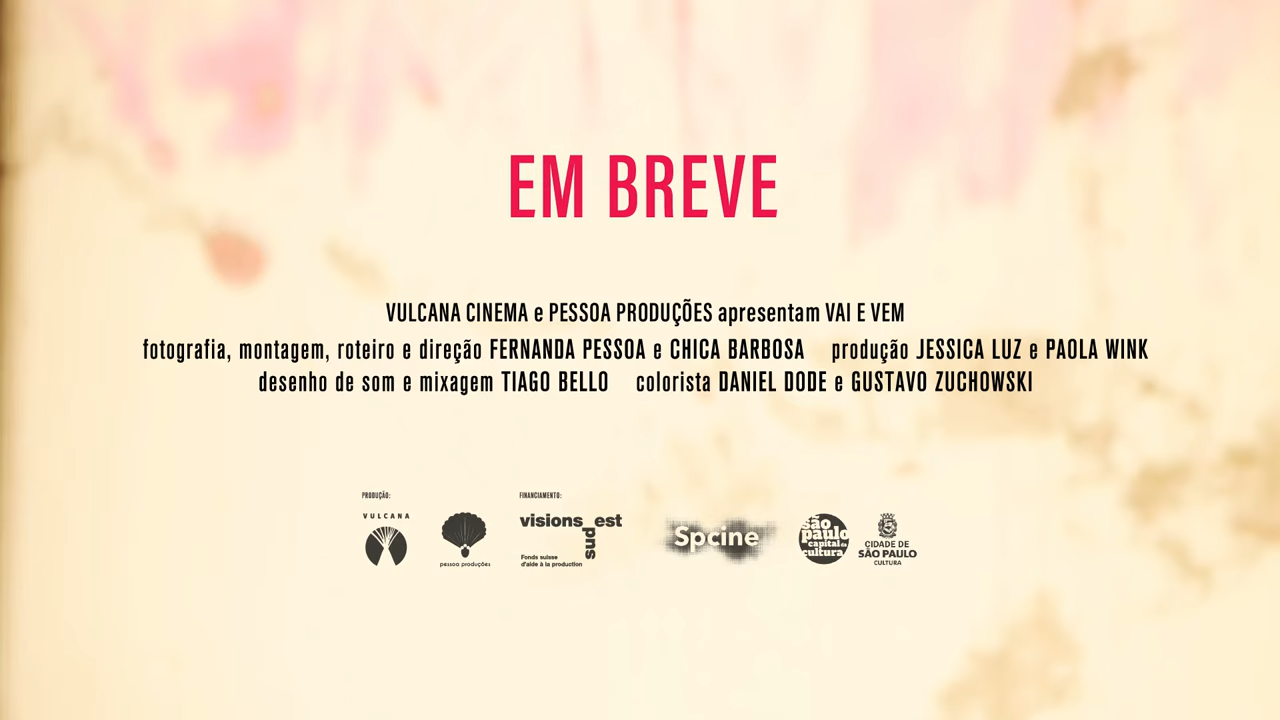 EM BREVE
VULCANA CINEMA e PESSOA PRODUÇÕES apresentam VAI E VEM
fotografia, montagem, roteiro e direção FERNANDA PESSOA e CHICA BARBOSA produção JESSICA LUZ e PAOLA WINK
desenho de som e mixagem TIAGO BELLO colorista DANIEL DODE e GUSTAVO ZUCHOWSKI
PRODUÇÃO:
VULCANA
pessoa produções
FINANCIAMENTO:
visions sud est
Fonds suisse
d'aide à la production
Spcine
são
paulo
capital da
cultura
CIDADE DE
SÃO PAULO
CULTURA